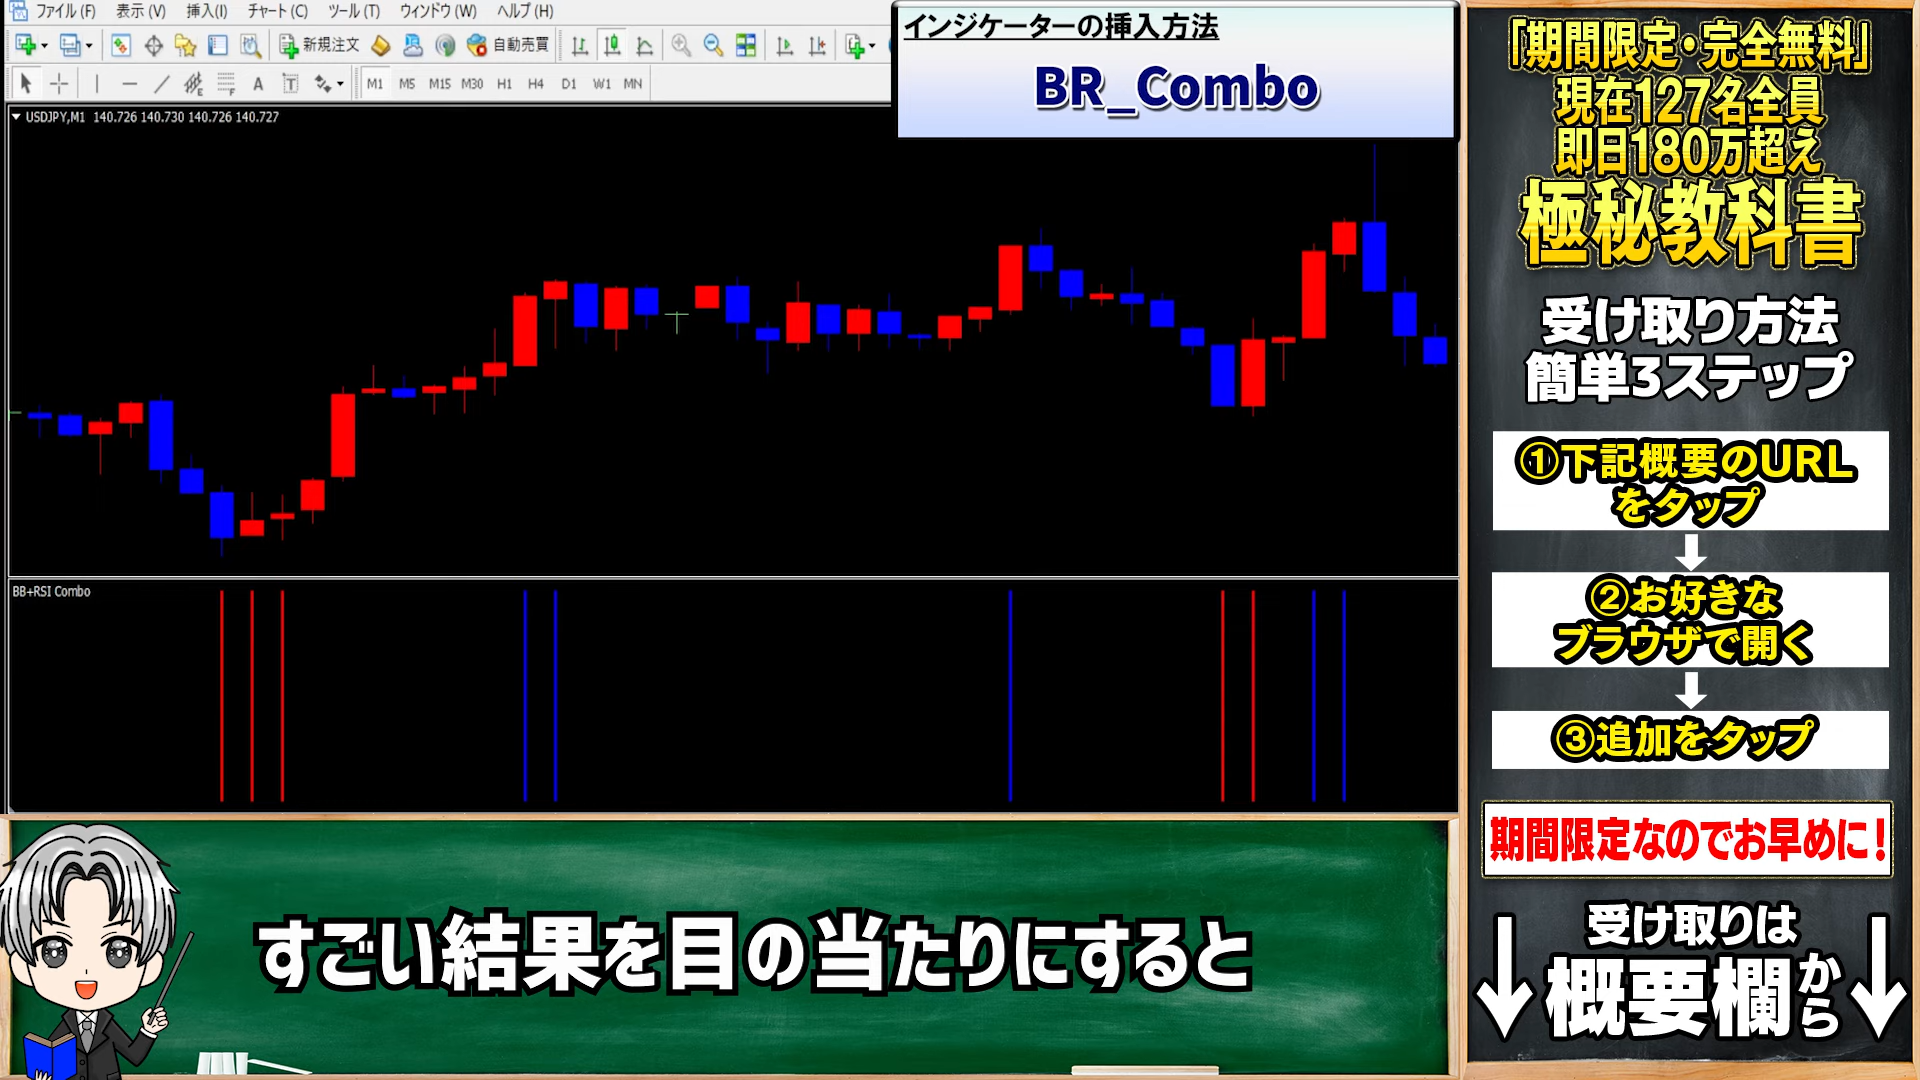 ファイル (F) 表示 (V) 挿入(I) チャート (C) ツール (T) ウィンドウ (W) ヘルプ (H)
新規注文 自動売買
A T M1 M5 M15 M30 H1 H4 D1 W1 MN
USDJPY,M1 140.726 140.730 140.726 140.727
インジケーターの挿入方法
BR_Combo
BB+RSI Combo
すごい結果を目の当たりにすると
「期間限定・完全無料」
現在127名全員
即日180万超え
極秘教科書
受け取り方法
簡単3ステップ
①下記概要のURL
をタップ
②お好きな
ブラウザで開く
③追加をタップ
期間限定なのでお早めに!
受け取りは
概要欄から